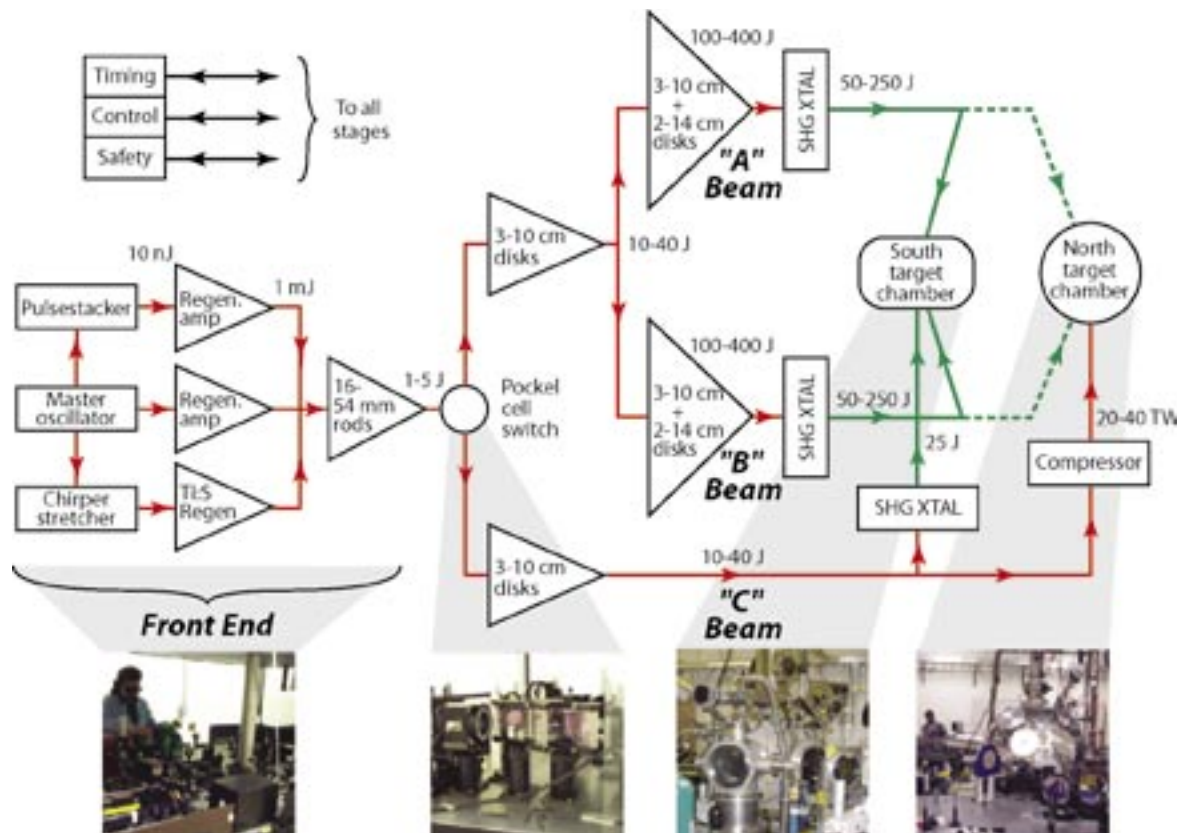 Timing
Control
Safety
To all
stages
10 nJ
Pulsestacker
Regen.
amp
1 mJ
Master
oscillator
Regen.
amp
Chirper
stretcher
Regen
16-
54 mm
rods
1-5 J
Pockel
cell
switch
Front End
3-10 cm
disks
10-40 J
100-400 J
3-10 cm
+
2-14 cm
disks
"A"
Beam
SHG XTAL
50-250 J
100-400 J
3-10 cm
+
2-14 cm
disks
"B"
Beam
SHG XTAL
50-250 J
South
target
chamber
North
target
chamber
25 J
SHG XTAL
20-40 TW
Compressor
3-10 cm
disks
10-40 J
"C"
Beam